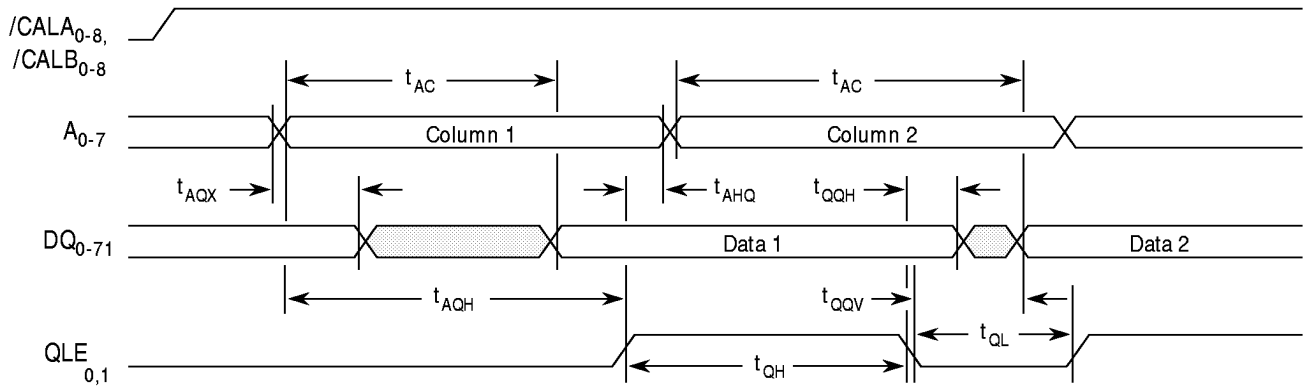 /CALA0-8,
/CALB0-8
tAC
tAC
A0-7
Column 1
Column 2
tAQX
tAHQ
tQQH
DQ0-71
Data 1
Data 2
tAQH
tQQV
tQL
QLE0,1
tQH